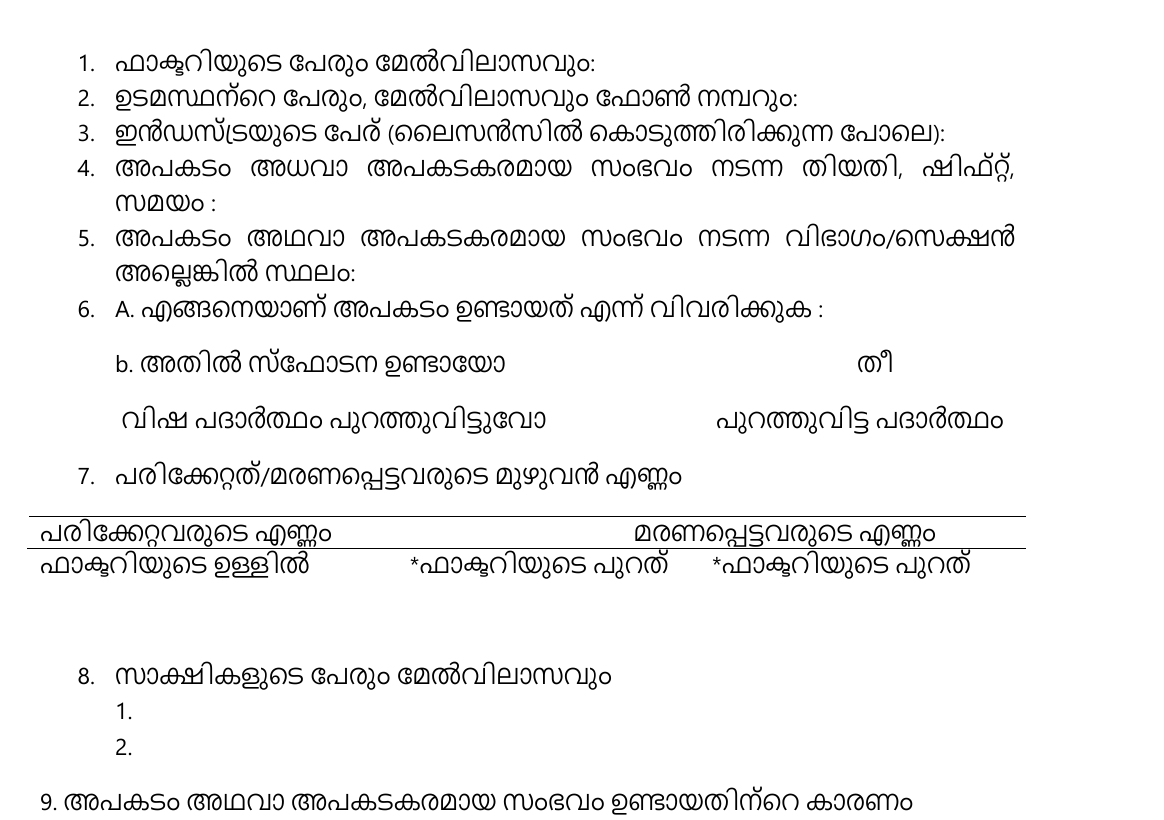 1. ഫാക്ടറിയുടെ പേരും മേൽവിലാസവും:
2. ഉടമസ്ഥന്റെ പേരും, മേൽവിലാസവും ഫോൺ നമ്പറും:
3. ഇൻഡസ്ട്രയുടെ പേര് (ലൈസൻസിൽ കൊടുത്തിരിക്കുന്ന പോലെ):
4. അപകടം അധവാ അപകടകരമായ സംഭവം നടന്ന തിയതി, ഷിഫ്റ്റ്,
സമയം :
5. അപകടം അഥവാ അപകടകരമായ സംഭവം നടന്ന വിഭാഗം/സെക്ഷൻ
അല്ലെങ്കിൽ സ്ഥലം:
6. A. എങ്ങനെയാണ് അപകടം ഉണ്ടായത് എന്ന് വിവരിക്കുക :
b. അതിൽ സ്ഫോടന ഉണ്ടായോ തീ
വിഷ പദാർത്ഥം പുറത്തുവിട്ടുവോ പുറത്തുവിട്ട പദാർത്ഥം
7. പരിക്കേറ്റത്/മരണപ്പെട്ടവരുടെ മുഴുവൻ എണ്ണം
പരിക്കേറ്റവരുടെ എണ്ണം മരണപ്പെട്ടവരുടെ എണ്ണം
ഫാക്ടറിയുടെ ഉള്ളിൽ *ഫാക്ടറിയുടെ പുറത് *ഫാക്ടറിയുടെ പുറത്
8. സാക്ഷികളുടെ പേരും മേൽവിലാസവും
1.
2.
9. അപകടം അഥവാ അപകടകരമായ സംഭവം ഉണ്ടായതിന്റെ കാരണം